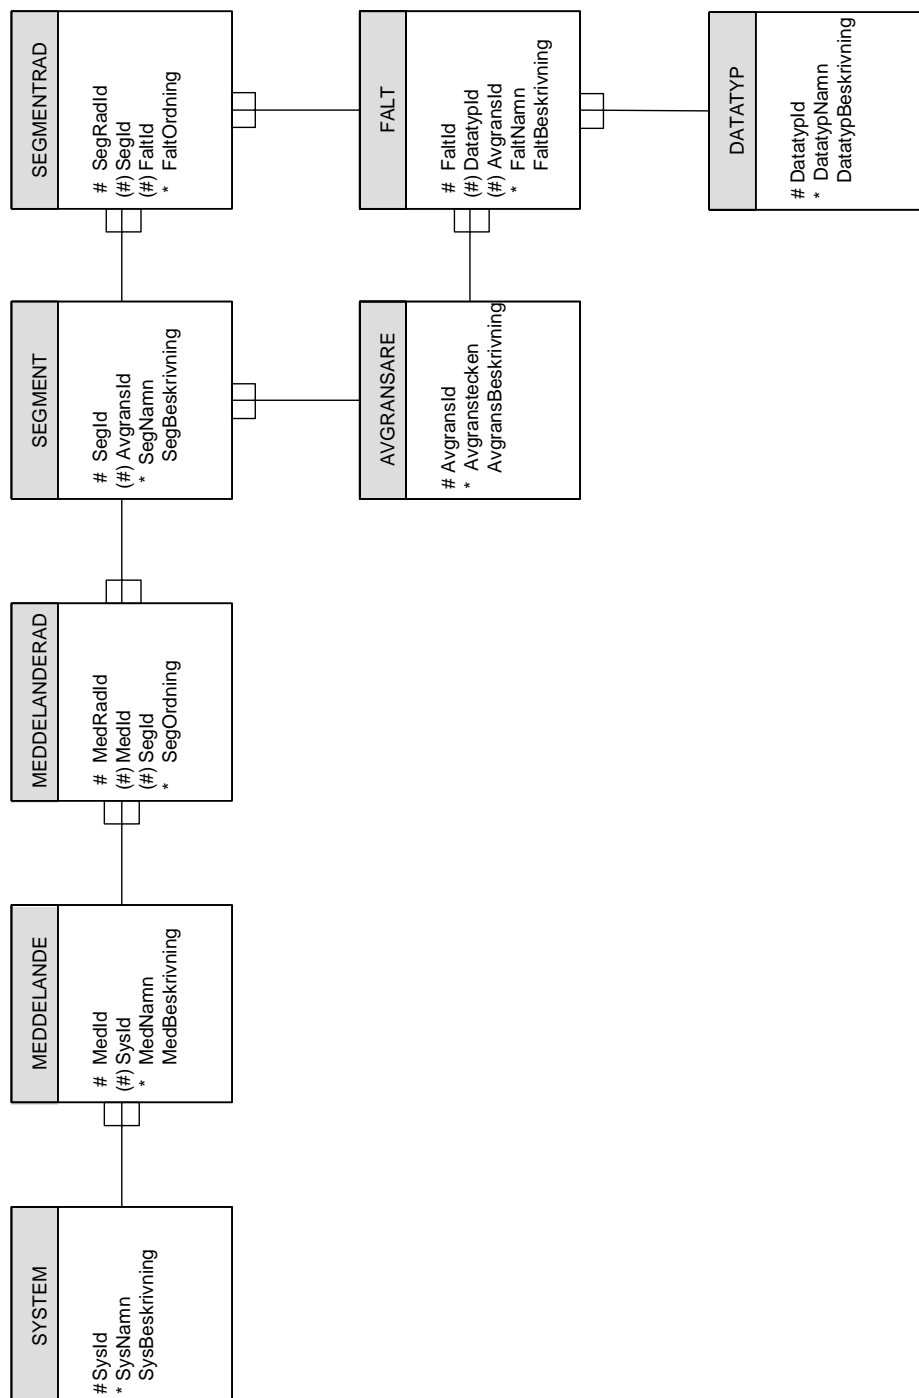 SYSTEM
# SysId
* SysNamn
SysBeskrivning
MEDDELANDE
# MedId
(#) SysId
* MedNamn
MedBeskrivning
MEDDELANDERAD
# MedRadId
(#) MedId
(#) SegId
* SegOrdning
SEGMENT
# SegId
(#) AvgransId
* SegNamn
SegBeskrivning
SEGMENTRAD
# SegRadId
(#) SegId
(#) FaltId
* FaltOrdning
AVGRANSARE
# AvgransId
* Avgranstecken
AvgransBeskrivning
FALT
# FaltId
(#) DatatypId
(#) AvgransId
* FaltNamn
FaltBeskrivning
DATATYP
# DatatypId
* DatatypNamn
DatatypBeskrivning